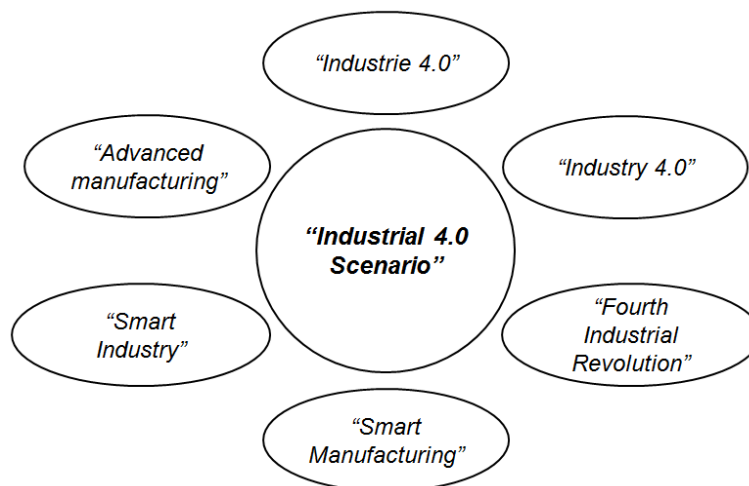 “Industrie 4.0”
“Advanced
manufacturing”
“Industry 4.0”
“Industrial 4.0
Scenario”
“Smart
Industry”
“Fourth
Industrial
Revolution”
“Smart
Manufacturing”